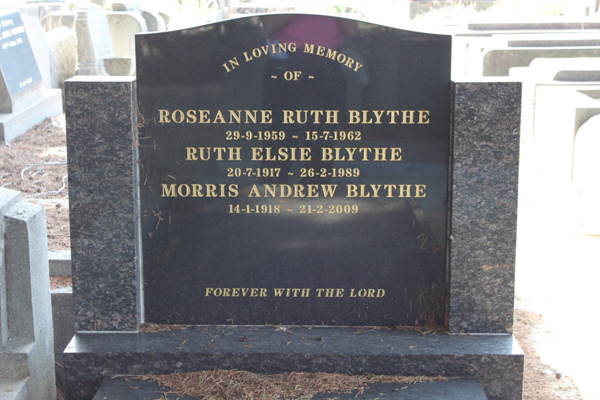 IN LOVING MEMORY
~ OF ~
ROSEANNE RUTH BLYTHE
29-9-1959 ~ 15-7-1962
RUTH ELSIE BLYTHE
20-7-1917 ~ 26-2-1989
MORRIS ANDREW BLYTHE
14-1-1918 ~ 21-2-2009
FOREVER WITH THE LORD